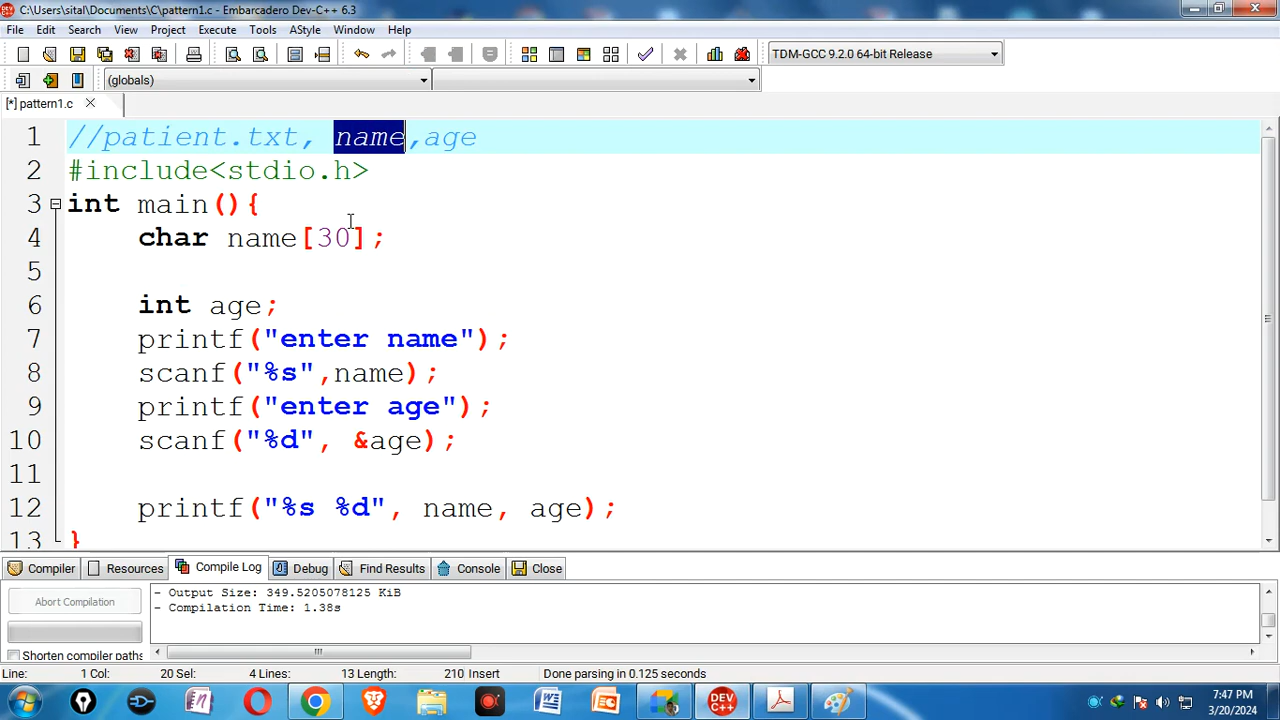 C:\Users\sital\Documents\C\pattern1.c - Embarcadero Dev-C++ 6.3
File Edit Search View Project Execute Tools AStyle Window Help
TDM-GCC 9.2.0 64-bit Release
(globals)
[*] pattern1.c
1 //patient.txt, name,age
2 #include<stdio.h>
3 int main(){
4 char name[30];
5
6 int age;
7 printf("enter name");
8 scanf("%s",name);
9 printf("enter age");
10 scanf("%d", &age);
11
12 printf("%s %d", name, age);
13 }
Compiler Resources Compile Log Debug Find Results Console Close
Abort Compilation
Shorten compiler paths
- Output Size: 349.5205078125 KiB
- Compilation Time: 1.38s
Line: 1 Col: 20 Sel: 4 Lines: 13 Length: 210 Insert Done parsing in 0.125 seconds
DEV C++
7:47 PM
3/20/2024